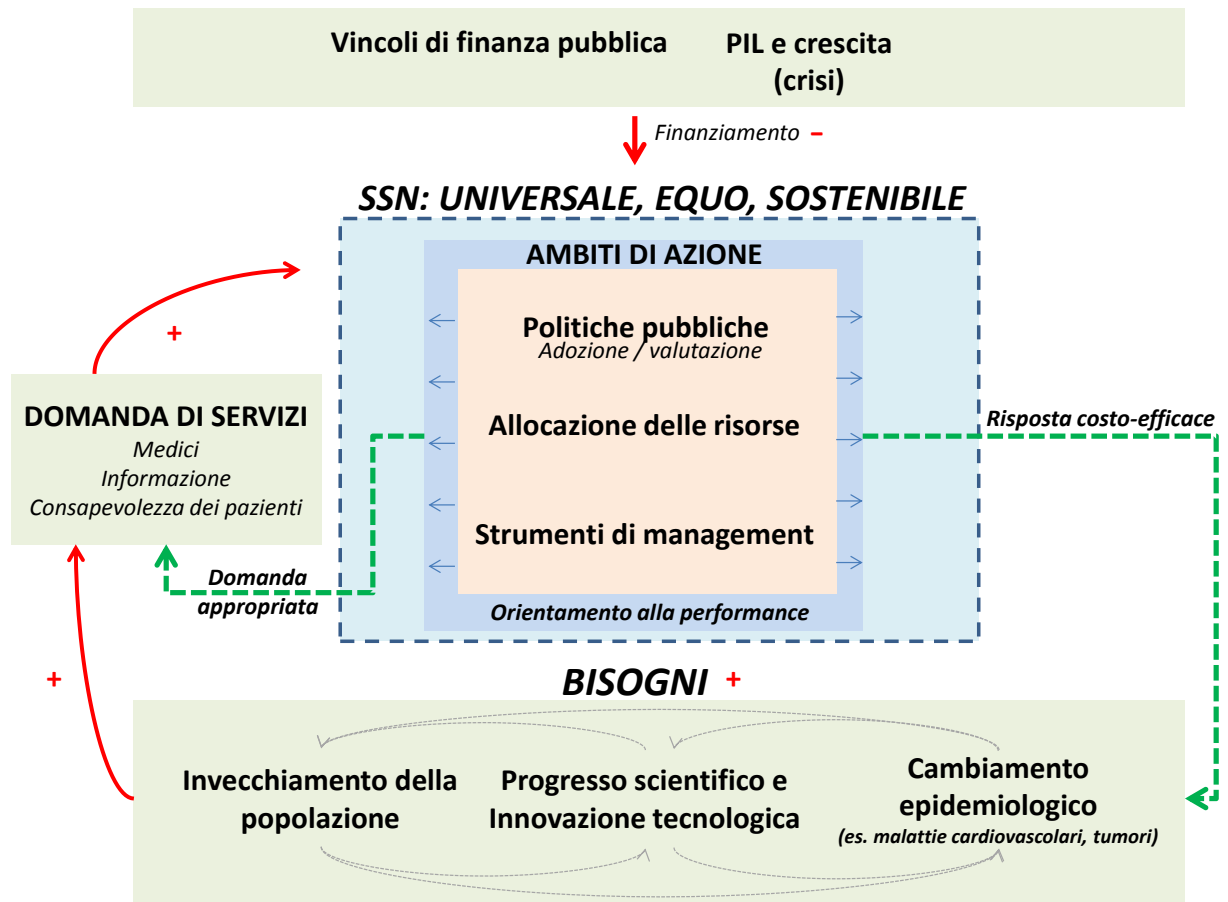 Vincoli di finanza pubblica
PIL e crescita
(crisi)
Finanziamento –
SSN: UNIVERSALE, EQUO, SOSTENIBILE
AMBITI DI AZIONE
Politiche pubbliche
Adozione / valutazione
Allocazione delle risorse
Strumenti di management
Orientamento alla performance
+
DOMANDA DI SERVIZI
Medici
Informazione
Consapevolezza dei pazienti
Domanda
appropriata
Risposta costo-efficace
+
BISOGNI +
Invecchiamento della
popolazione
Progresso scientifico e
Innovazione tecnologica
Cambiamento
epidemiologico
(es. malattie cardiovascolari, tumori)